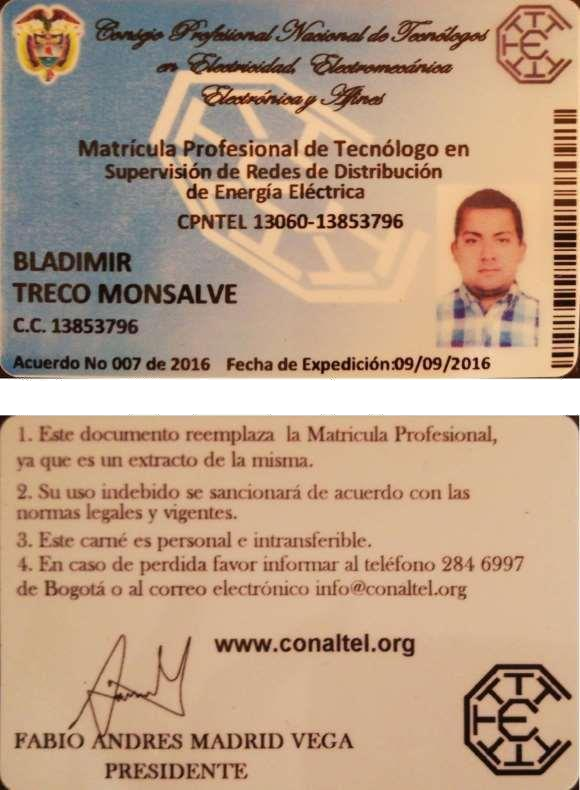 Consejo Profesional Nacional de Tecnólogos
en Electricidad, Electromecánica
Electrónica y Afines
Matrícula Profesional de Tecnólogo en
Supervisión de Redes de Distribución
de Energía Eléctrica
CPNTEL 13060-13853796
BLADIMIR
TRECO MONSALVE
C.C. 13853796
Acuerdo No 007 de 2016 Fecha de Expedición:09/09/2016
1. Este documento reemplaza la Matricula Profesional,
ya que es un extracto de la misma.
2. Su uso indebido se sancionará de acuerdo con las
normas legales y vigentes.
3. Este carné es personal e intransferible.
4. En caso de perdida favor informar al teléfono 284 6997
de Bogotá o al correo electrónico info@conaltel.org
www.conaltel.org
FABIO ANDRES MADRID VEGA
PRESIDENTE